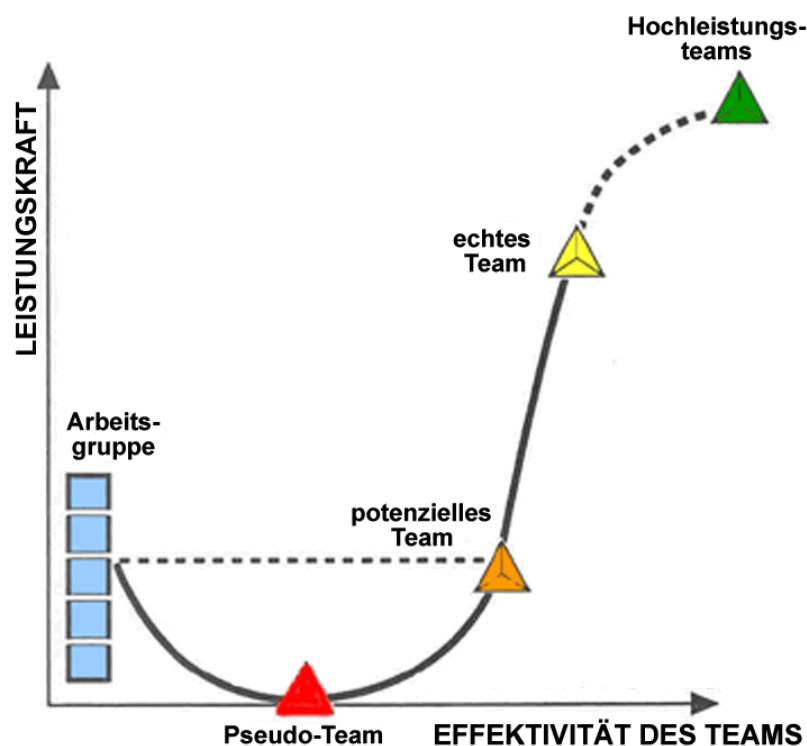 Hochleistungs-
teams
LEISTUNGSKRAFT
echtes
Team
Arbeits-
gruppe
potenzielles
Team
Pseudo-Team
EFFEKTIVITÄT DES TEAMS